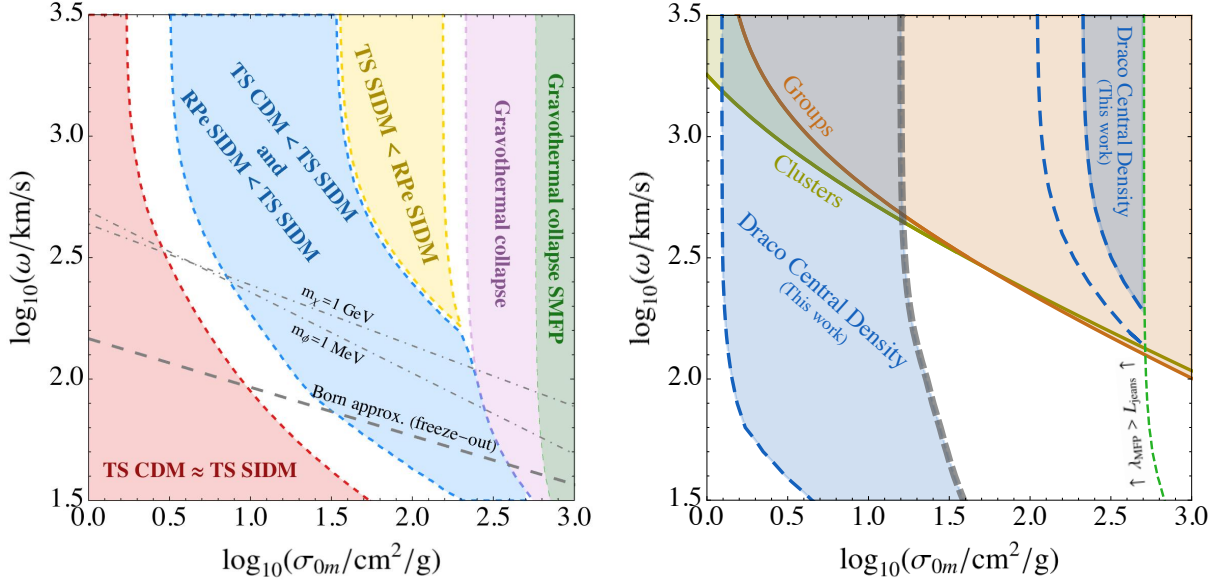 3.5
3.0
2.5
2.0
1.5
log₁₀(ω/km/s)
0.0
0.5
1.0
1.5
2.0
2.5
3.0
log₁₀(σ₀ₘ/cm²/g)
TS CDM < TS SIDM
and
RPe SIDM < TS SIDM
TS SIDM < RPe SIDM
Gravothermal collapse
Gravothermal collapse SMFP
m_χ=1 GeV
m_ϕ=1 MeV
Born approx. (freeze−out)
TS CDM ≈ TS SIDM
3.5
3.0
2.5
2.0
1.5
log₁₀(ω/km/s)
0.0
0.5
1.0
1.5
2.0
2.5
3.0
log₁₀(σ₀ₘ/cm²/g)
Groups
Clusters
Draco Central Density
(This work)
Draco Central Density
(This work)
↑ λ_MFP > L_jeans ↑